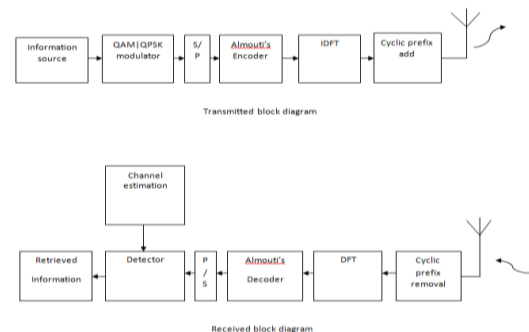 Information
source
QAM|QPSK
modulator
S/
P
Almouti's
Encoder
IDFT
Cyclic prefix
add
Transmitted block diagram
Channel
estimation
Retrieved
Information
Detector
P
/
S
Almouti's
Decoder
DFT
Cyclic
prefix
removal
Received block diagram